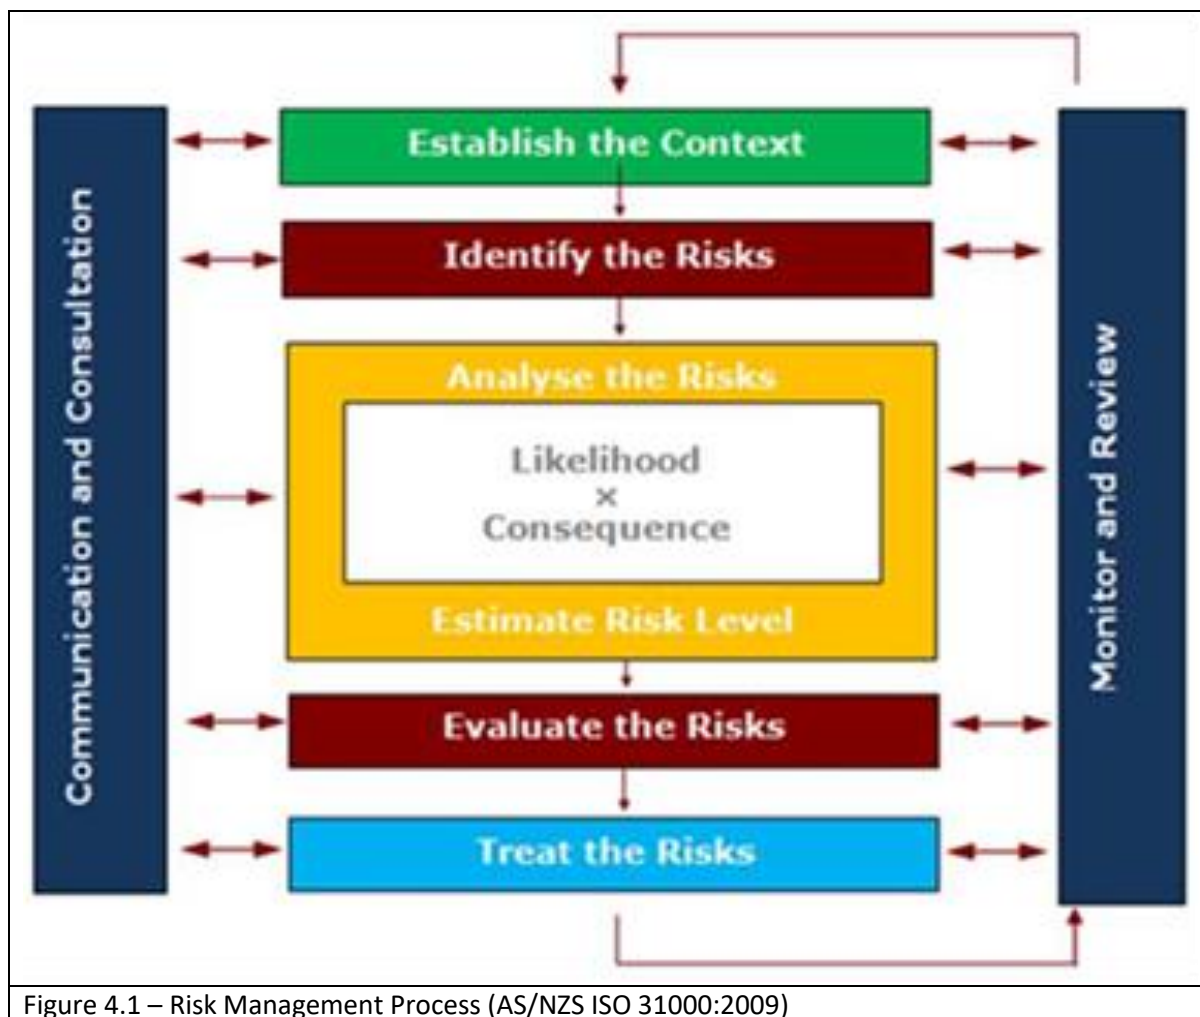 Communication and Consultation
Establish the Context
Identify the Risks
Analyse the Risks
Likelihood
×
Consequence
Estimate Risk Level
Evaluate the Risks
Treat the Risks
Monitor and Review
Figure 4.1 – Risk Management Process (AS/NZS ISO 31000:2009)